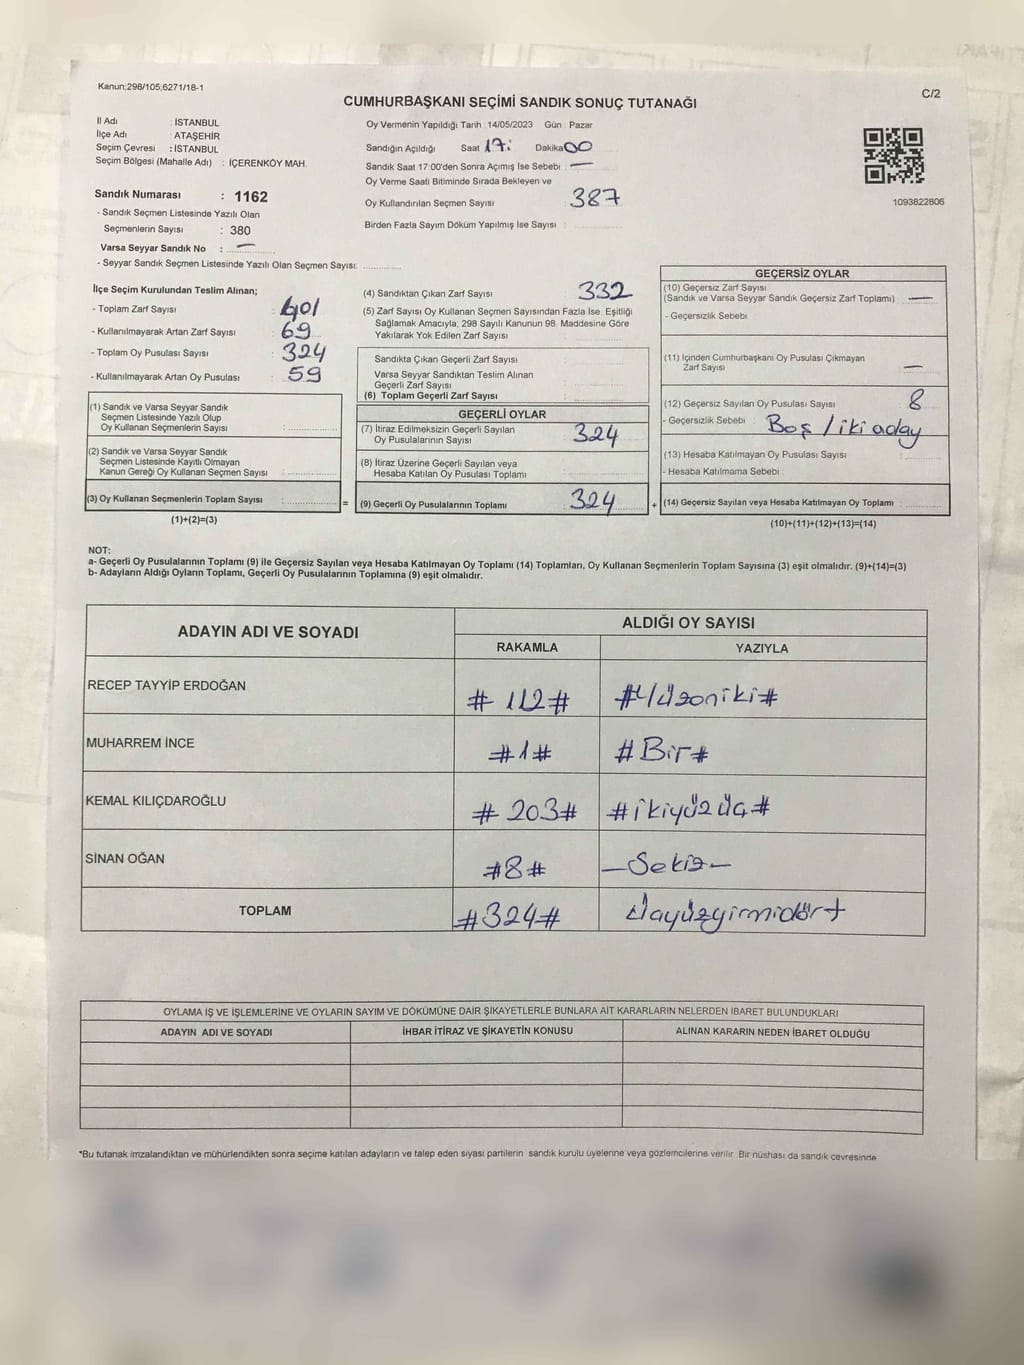 Kanun;298/105;6271/18-1
C/2
CUMHURBAŞKANI SEÇİMİ SANDIK SONUÇ TUTANAĞI
İl Adı : İSTANBUL
İlçe Adı : ATAŞEHİR
Seçim Çevresi : İSTANBUL
Seçim Bölgesi (Mahalle Adı) : İÇERENKÖY MAH.
Sandık Numarası : 1162
- Sandık Seçmen Listesinde Yazılı Olan
Seçmenlerin Sayısı : 380
Varsa Seyyar Sandık No : —
- Seyyar Sandık Seçmen Listesinde Yazılı Olan Seçmen Sayısı:
Oy Vermenin Yapıldığı Tarih :14/05/2023 Gün : Pazar
Sandığın Açıldığı Saat 17: Dakika 00
Sandık Saat 17:00'den Sonra Açımış İse Sebebi : —
Oy Verme Saati Bitiminde Sırada Bekleyen ve
Oy Kullandırılan Seçmen Sayısı : 387
Birden Fazla Sayım Döküm Yapılmış İse Sayısı :
1093822606
İlçe Seçim Kurulundan Teslim Alınan;
- Toplam Zarf Sayısı : 401
- Kullanılmayarak Artan Zarf Sayısı : 69
- Toplam Oy Pusulası Sayısı : 324
- Kullanılmayarak Artan Oy Pusulası : 59
(1) Sandık ve Varsa Seyyar Sandık
Seçmen Listesinde Yazılı Olup
Oy Kullanan Seçmenlerin Sayısı :
(2) Sandık ve Varsa Seyyar Sandık
Seçmen Listesinde Kayıtlı Olmayan
Kanun Gereği Oy Kullanan Seçmen Sayısı :
(3) Oy Kullanan Seçmenlerin Toplam Sayısı : =
(1)+(2)=(3)
(4) Sandıktan Çıkan Zarf Sayısı : 332
(5) Zarf Sayısı Oy Kullanan Seçmen Sayısından Fazla İse, Eşitliği
Sağlamak Amacıyla; 298 Sayılı Kanunun 98. Maddesine Göre
Yakılarak Yok Edilen Zarf Sayısı
Sandıkta Çıkan Geçerli Zarf Sayısı
Varsa Seyyar Sandıktan Teslim Alınan
Geçerli Zarf Sayısı
(6) Toplam Geçerli Zarf Sayısı
GEÇERLİ OYLAR
(7) İtiraz Edilmeksizin Geçerli Sayılan
Oy Pusulalarının Sayısı : 324
(8) İtiraz Üzerine Geçerli Sayılan veya
Hesaba Katılan Oy Pusulası Toplamı
(9) Geçerli Oy Pusulalarının Toplamı : 324 +
GEÇERSİZ OYLAR
(10) Geçersiz Zarf Sayısı
(Sandık ve Varsa Seyyar Sandık Geçersiz Zarf Toplamı) : —
- Geçersizlik Sebebi
(11) İçinden Cumhurbaşkanı Oy Pusulası Çıkmayan
Zarf Sayısı —
(12) Geçersiz Sayılan Oy Pusulası Sayısı 8
- Geçersizlik Sebebi : Boş / iki aday
(13) Hesaba Katılmayan Oy Pusulası Sayısı
- Hesaba Katılmama Sebebi
(14) Geçersiz Sayılan veya Hesaba Katılmayan Oy Toplamı
(10)+(11)+(12)+(13)=(14)
NOT:
a- Geçerli Oy Pusulalarının Toplamı (9) ile Geçersiz Sayılan veya Hesaba Katılmayan Oy Toplamı (14) Toplamları, Oy Kullanan Seçmenlerin Toplam Sayısına (3) eşit olmalıdır. (9)+(14)=(3)
b- Adayların Aldığı Oyların Toplamı, Geçerli Oy Pusulalarının Toplamına (9) eşit olmalıdır.
ADAYIN ADI VE SOYADI
ALDIĞI OY SAYISI
RAKAMLA YAZIYLA
RECEP TAYYİP ERDOĞAN # 112 # # Yüzoniki #
MUHARREM İNCE # 1 # # Bir #
KEMAL KILIÇDAROĞLU # 203 # # ikiyüz üç #
SİNAN OĞAN # 8 # — Sekiz —
TOPLAM # 324 # Üçyüzyirmidört
OYLAMA İŞ VE İŞLEMLERİNE VE OYLARIN SAYIM VE DÖKÜMÜNE DAİR ŞİKAYETLERLE BUNLARA AİT KARARLARIN NELERDEN İBARET BULUNDUKLARI
ADAYIN ADI VE SOYADI İHBAR İTİRAZ VE ŞİKAYETİN KONUSU ALINAN KARARIN NEDEN İBARET OLDUĞU
*Bu tutanak imzalandıktan ve mühürlendikten sonra seçime katılan adayların ve talep eden siyasi partilerin sandık kurulu üyelerine veya gözlemcilerine verilir. Bir nüshası da sandık çevresinde